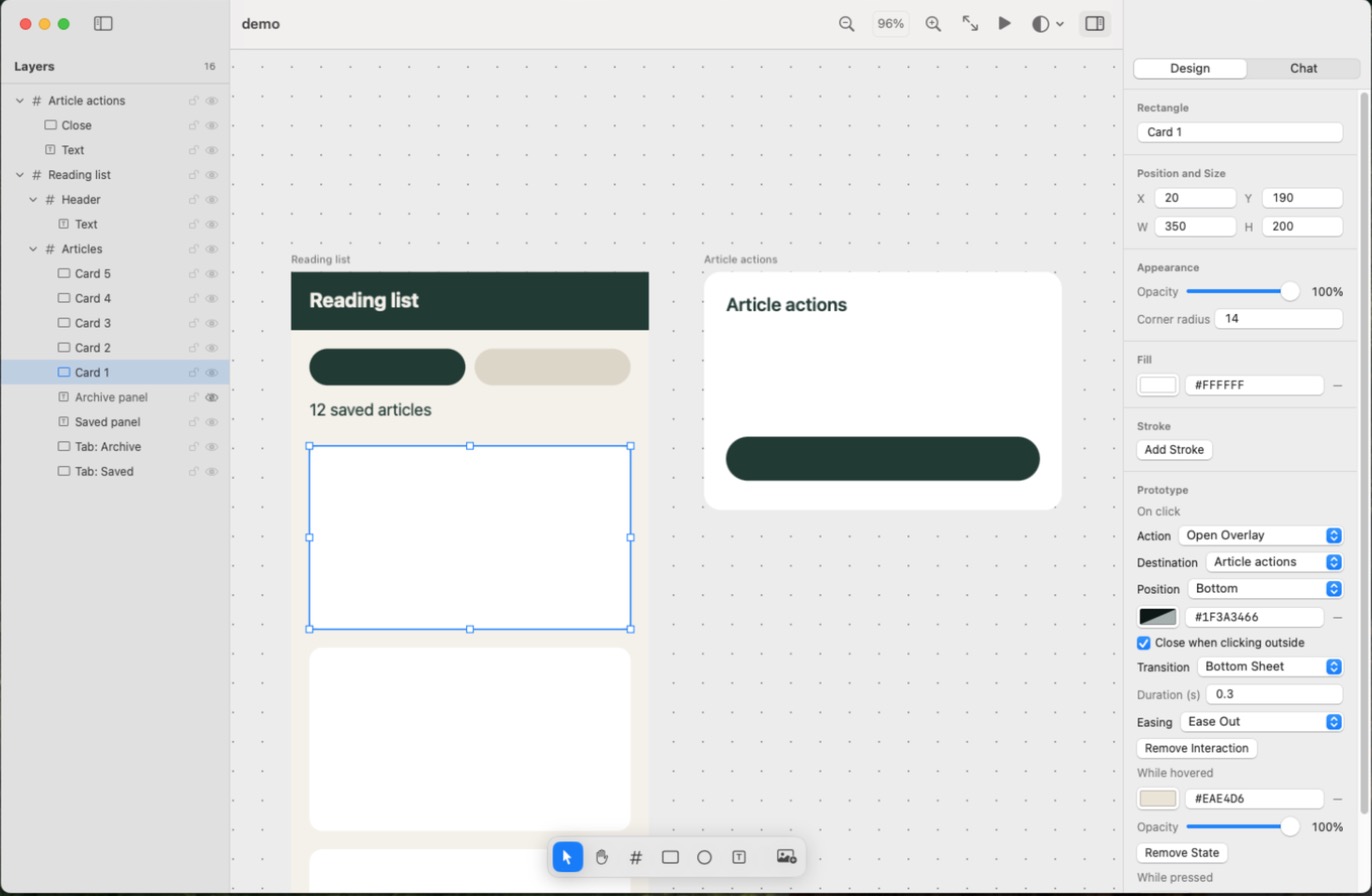 demo
96%
Layers
16
Article actions
Close
Text
Reading list
Header
Text
Articles
Card 5
Card 4
Card 3
Card 2
Card 1
Archive panel
Saved panel
Tab: Archive
Tab: Saved
Reading list
Reading list
12 saved articles
Article actions
Article actions
Design
Chat
Rectangle
Card 1
Position and Size
X 20 Y 190
W 350 H 200
Appearance
Opacity 100%
Corner radius 14
Fill
#FFFFFF
Stroke
Add Stroke
Prototype
On click
Action Open Overlay
Destination Article actions
Position Bottom
#1F3A3466
Close when clicking outside
Transition Bottom Sheet
Duration (s) 0.3
Easing Ease Out
Remove Interaction
While hovered
#EAE4D6
Opacity 100%
Remove State
While pressed